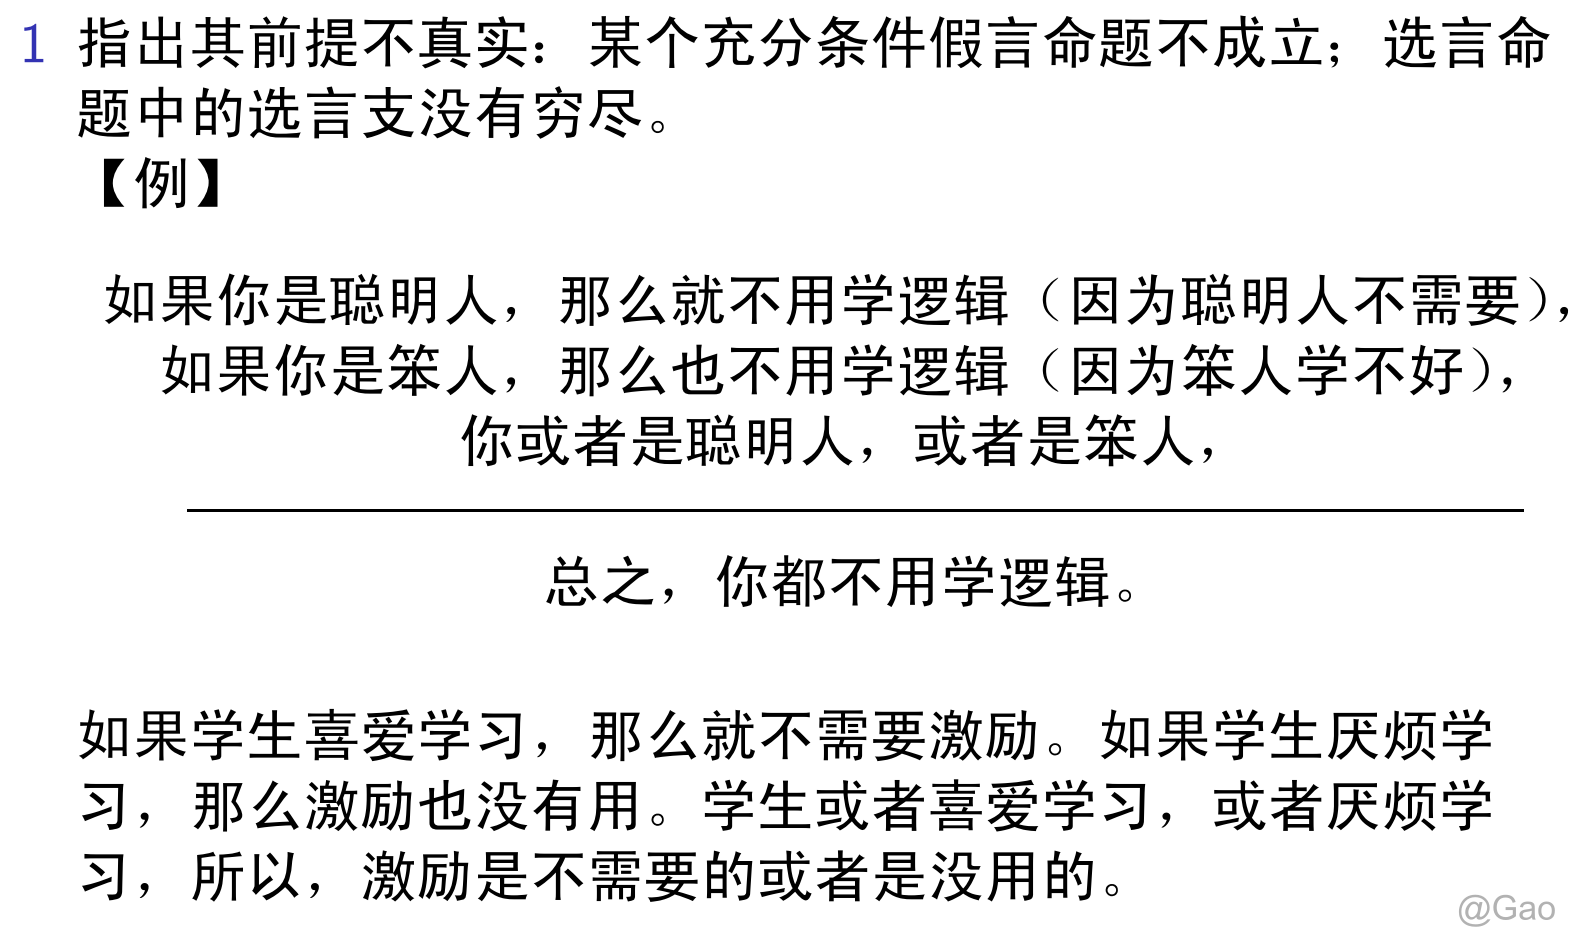 1 指出其前提不真实：某个充分条件假言命题不成立；选言命
题中的选言支没有穷尽。
【例】
如果你是聪明人，那么就不用学逻辑（因为聪明人不需要），
如果你是笨人，那么也不用学逻辑（因为笨人学不好），
你或者是聪明人，或者是笨人，
总之，你都不用学逻辑。
如果学生喜爱学习，那么就不需要激励。如果学生厌烦学
习，那么激励也没有用。学生或者喜爱学习，或者厌烦学
习，所以，激励是不需要的或者是没用的。
@Gao